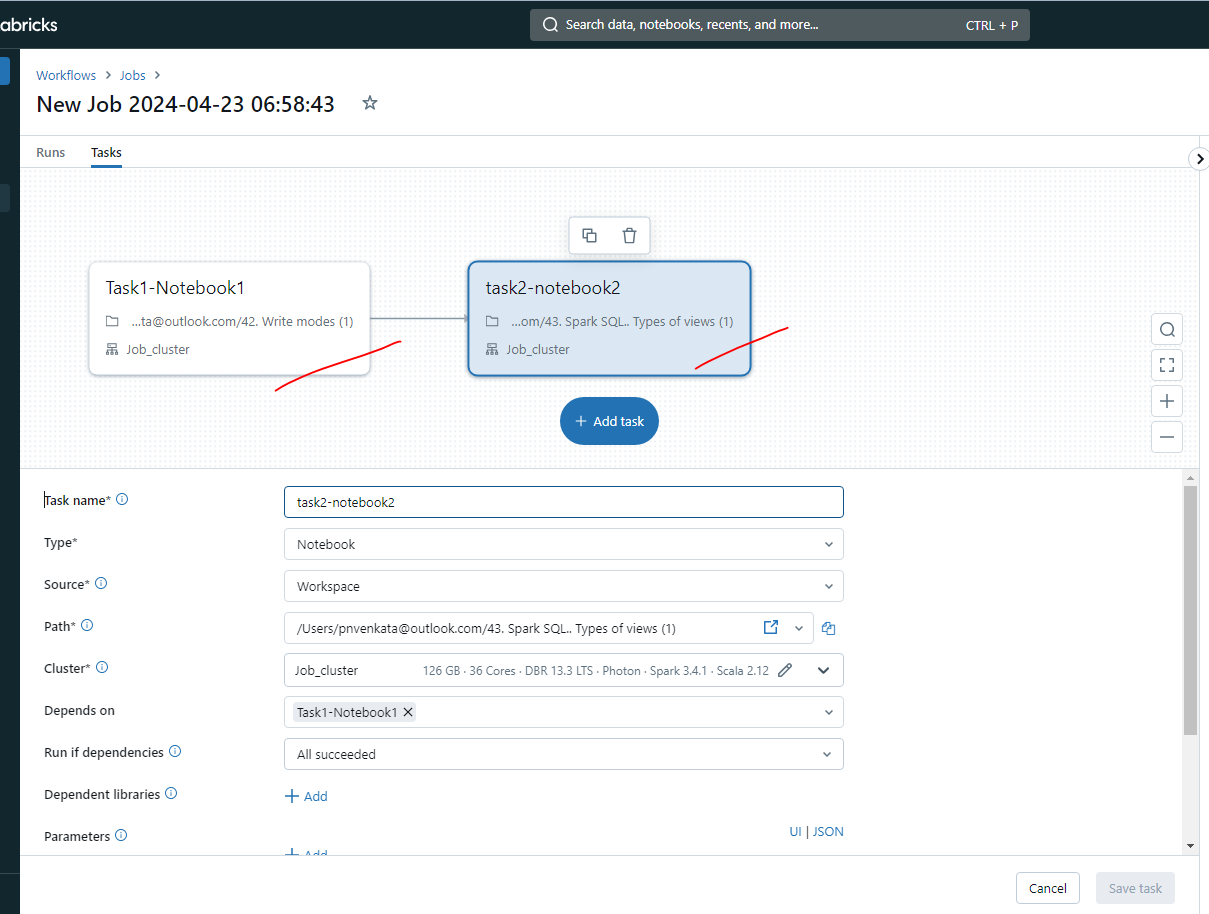 abricks
Search data, notebooks, recents, and more... CTRL + P
Workflows > Jobs >
New Job 2024-04-23 06:58:43
Runs Tasks
Task1-Notebook1
...ta@outlook.com/42. Write modes (1)
Job_cluster
task2-notebook2
...om/43. Spark SQL.. Types of views (1)
Job_cluster
+ Add task
Task name* task2-notebook2
Type* Notebook
Source* Workspace
Path* /Users/pnvenkata@outlook.com/43. Spark SQL.. Types of views (1)
Cluster* Job_cluster 126 GB · 36 Cores · DBR 13.3 LTS · Photon · Spark 3.4.1 · Scala 2.12
Depends on Task1-Notebook1
Run if dependencies All succeeded
Dependent libraries + Add
Parameters UI | JSON
+ Add
Cancel Save task